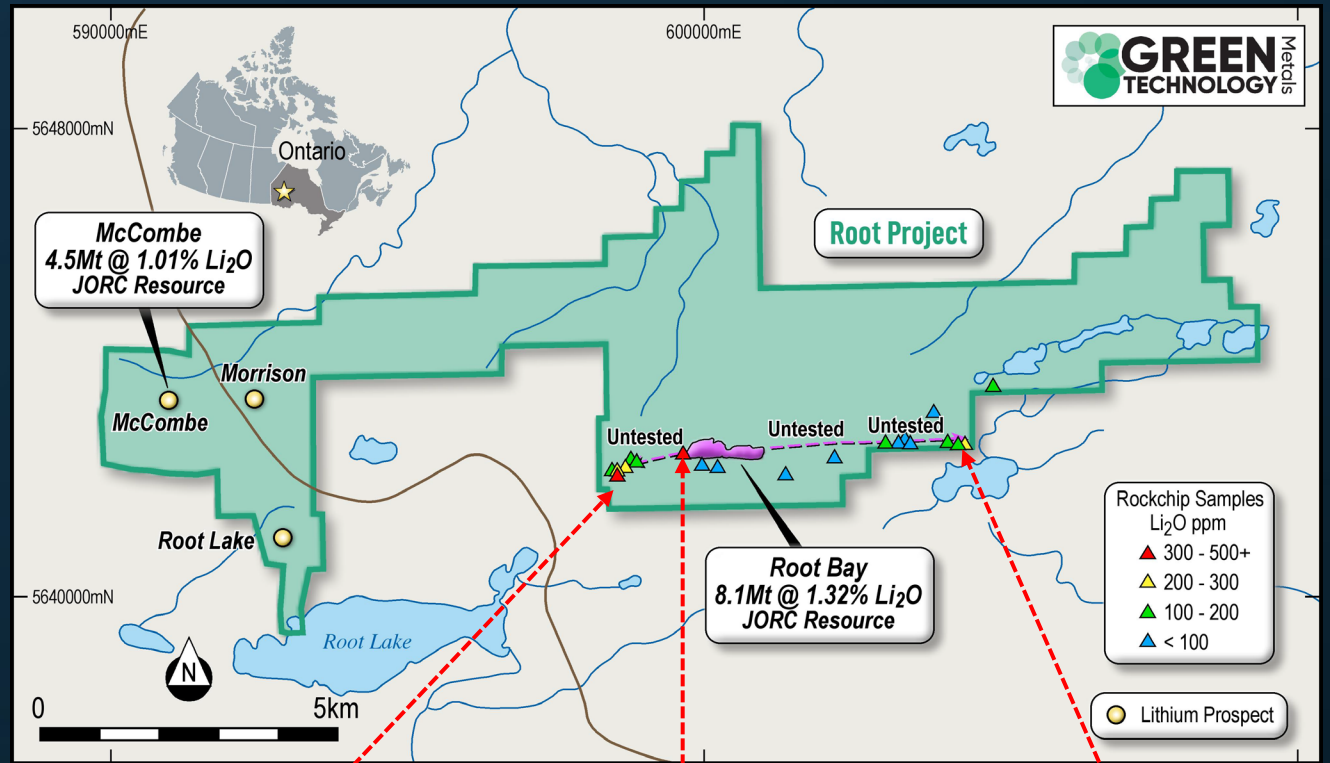 590000mE
600000mE
GREEN
TECHNOLOGY
Metals
5648000mN
Ontario
McCombe
4.5Mt @ 1.01% Li2O
JORC Resource
Root Project
Morrison
McCombe
Untested
Untested
Untested
Rockchip Samples
Li2O ppm
300 - 500+
200 - 300
100 - 200
< 100
Root Lake
Root Bay
8.1Mt @ 1.32% Li2O
JORC Resource
5640000mN
Root Lake
N
0
5km
Lithium Prospect